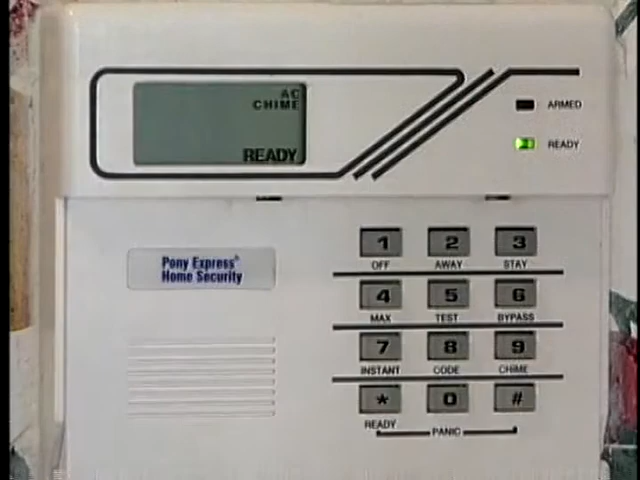 AC
CHIME
READY
ARMED
READY
Pony Express®
Home Security
1 2 3
OFF AWAY STAY
4 5 6
MAX TEST BYPASS
7 8 9
INSTANT CODE CHIME
* 0 #
READY
PANIC